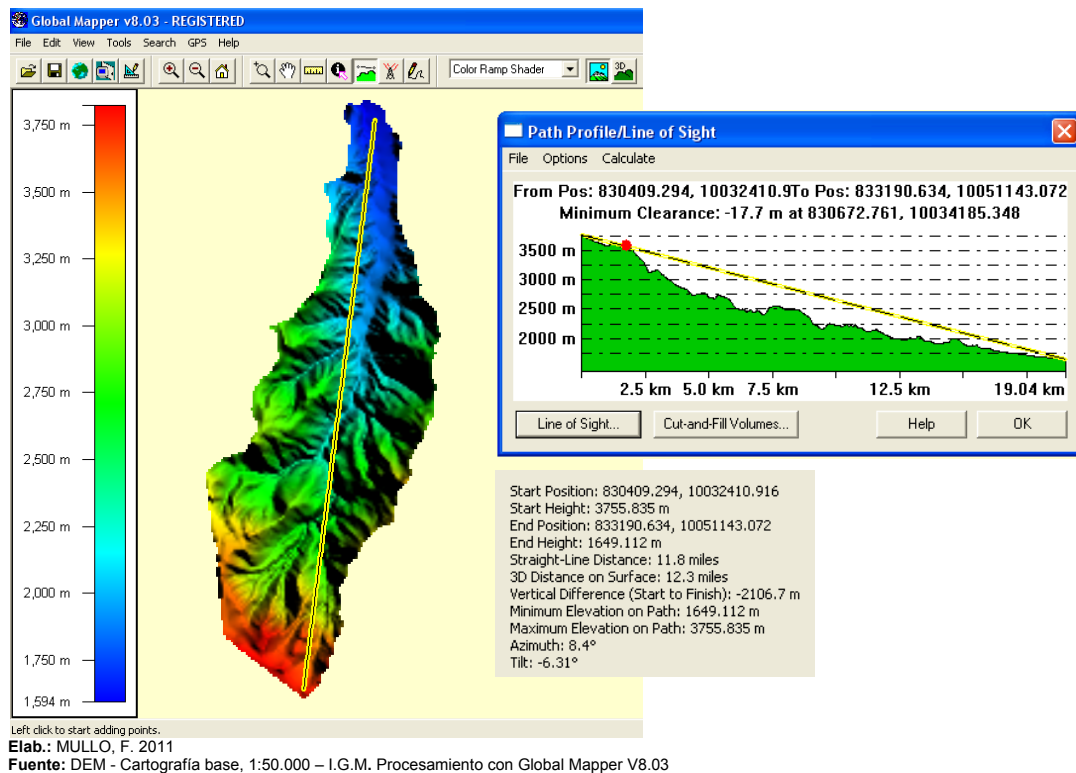 Global Mapper v8.03 - REGISTERED
File Edit View Tools Search GPS Help
Color Ramp Shader
3D
3,750 m
3,500 m
3,250 m
3,000 m
2,750 m
2,500 m
2,250 m
2,000 m
1,750 m
1,594 m
Left click to start adding points.
Path Profile/Line of Sight
File Options Calculate
From Pos: 830409.294, 10032410.9To Pos: 833190.634, 10051143.072
Minimum Clearance: -17.7 m at 830672.761, 10034185.348
3500 m
3000 m
2500 m
2000 m
2.5 km 5.0 km 7.5 km 12.5 km 19.04 km
Line of Sight... Cut-and-Fill Volumes... Help OK
Start Position: 830409.294, 10032410.916
Start Height: 3755.835 m
End Position: 833190.634, 10051143.072
End Height: 1649.112 m
Straight-Line Distance: 11.8 miles
3D Distance on Surface: 12.3 miles
Vertical Difference (Start to Finish): -2106.7 m
Minimum Elevation on Path: 1649.112 m
Maximum Elevation on Path: 3755.835 m
Azimuth: 8.4°
Tilt: -6.31°
Elab.: MULLO, F. 2011
Fuente: DEM - Cartografía base, 1:50.000 – I.G.M. Procesamiento con Global Mapper V8.03